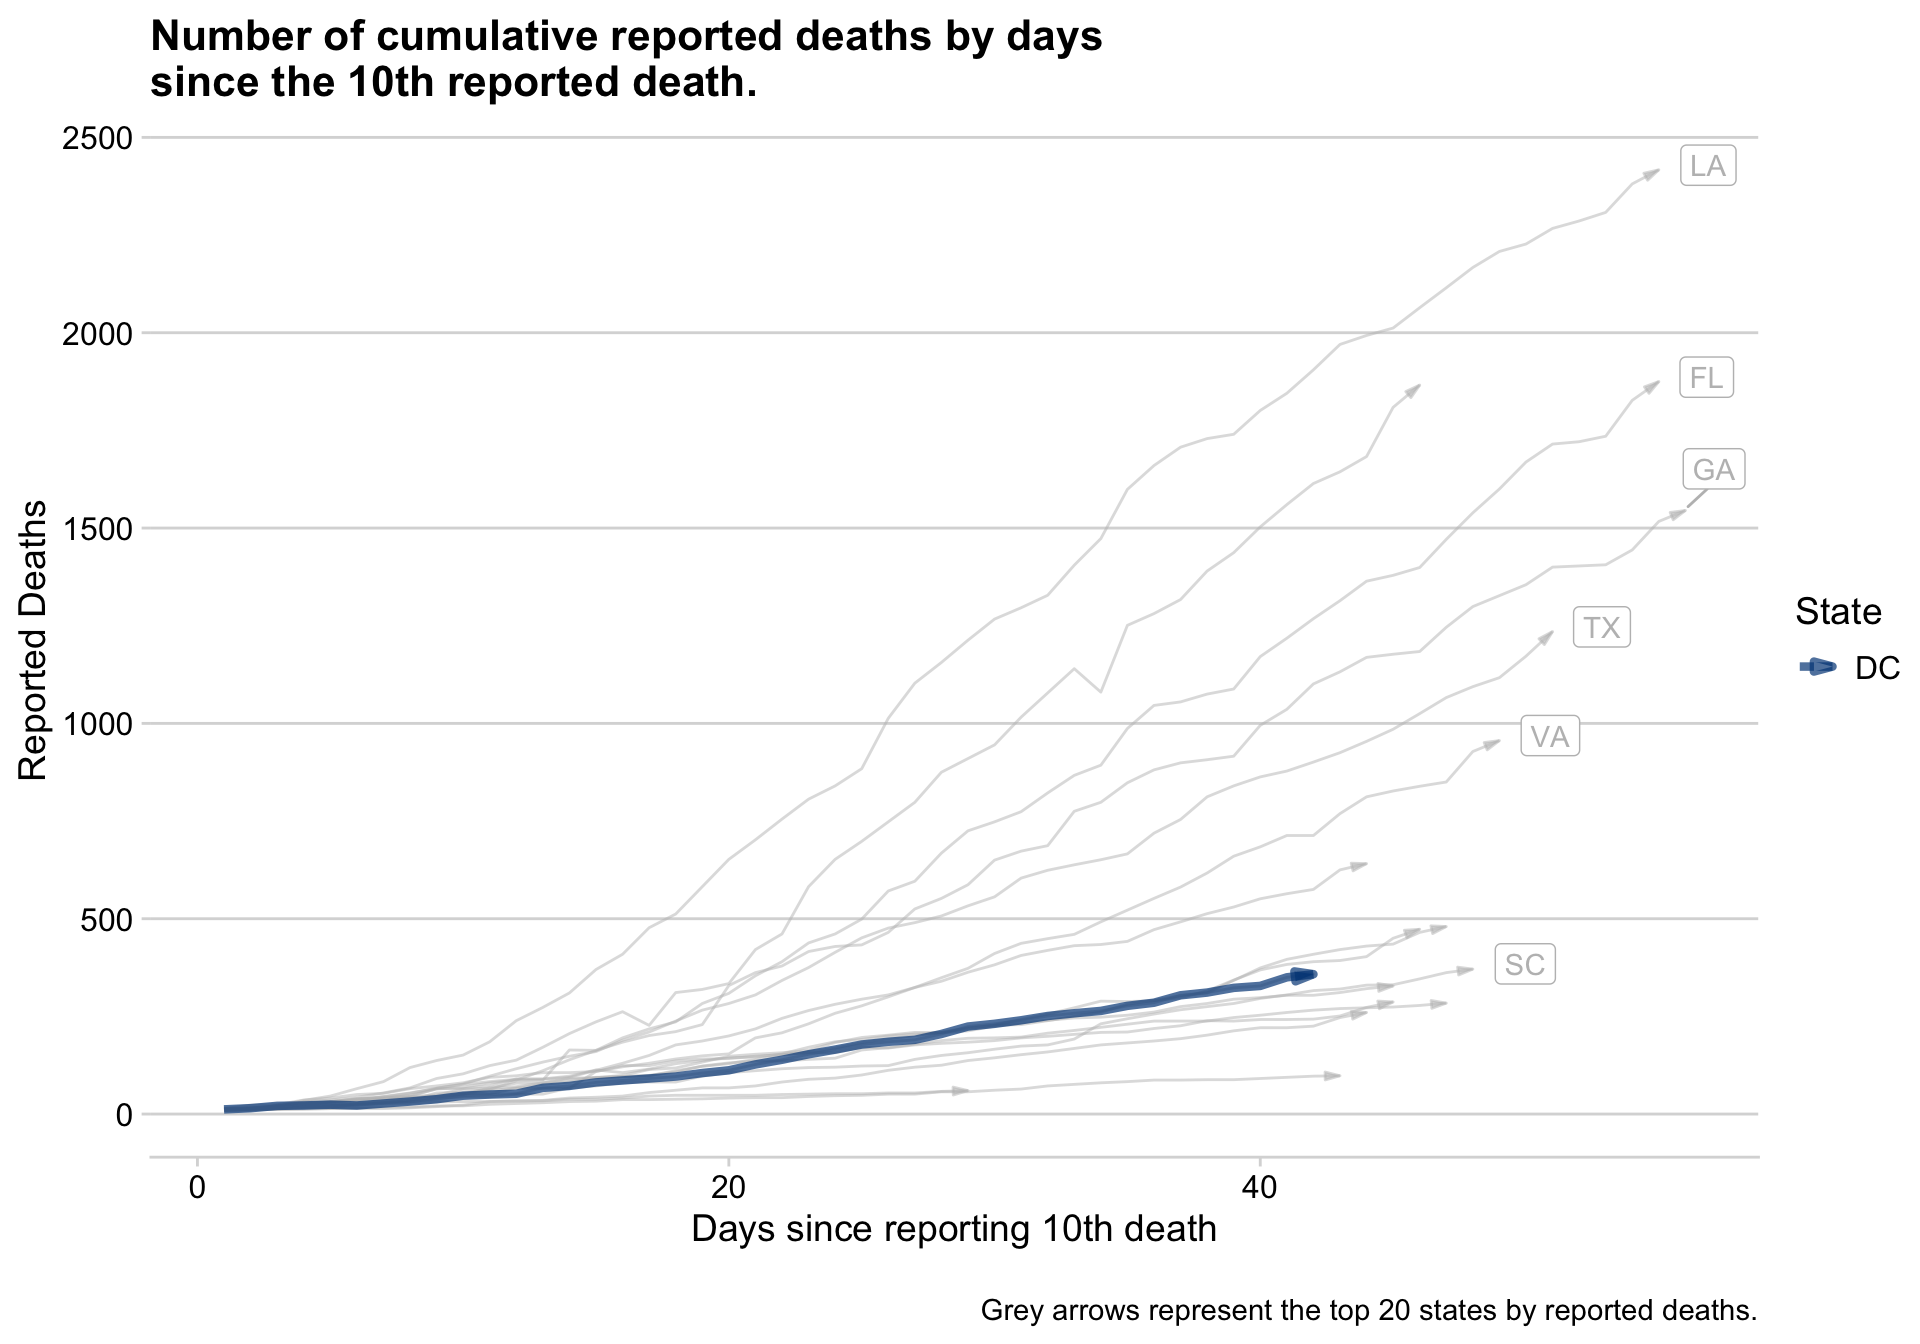 Number of cumulative reported deaths by days
since the 10th reported death.
2500
2000
1500
1000
500
0
Reported Deaths
LA
FL
GA
TX
VA
SC
State
DC
0
20
40
Days since reporting 10th death
Grey arrows represent the top 20 states by reported deaths.